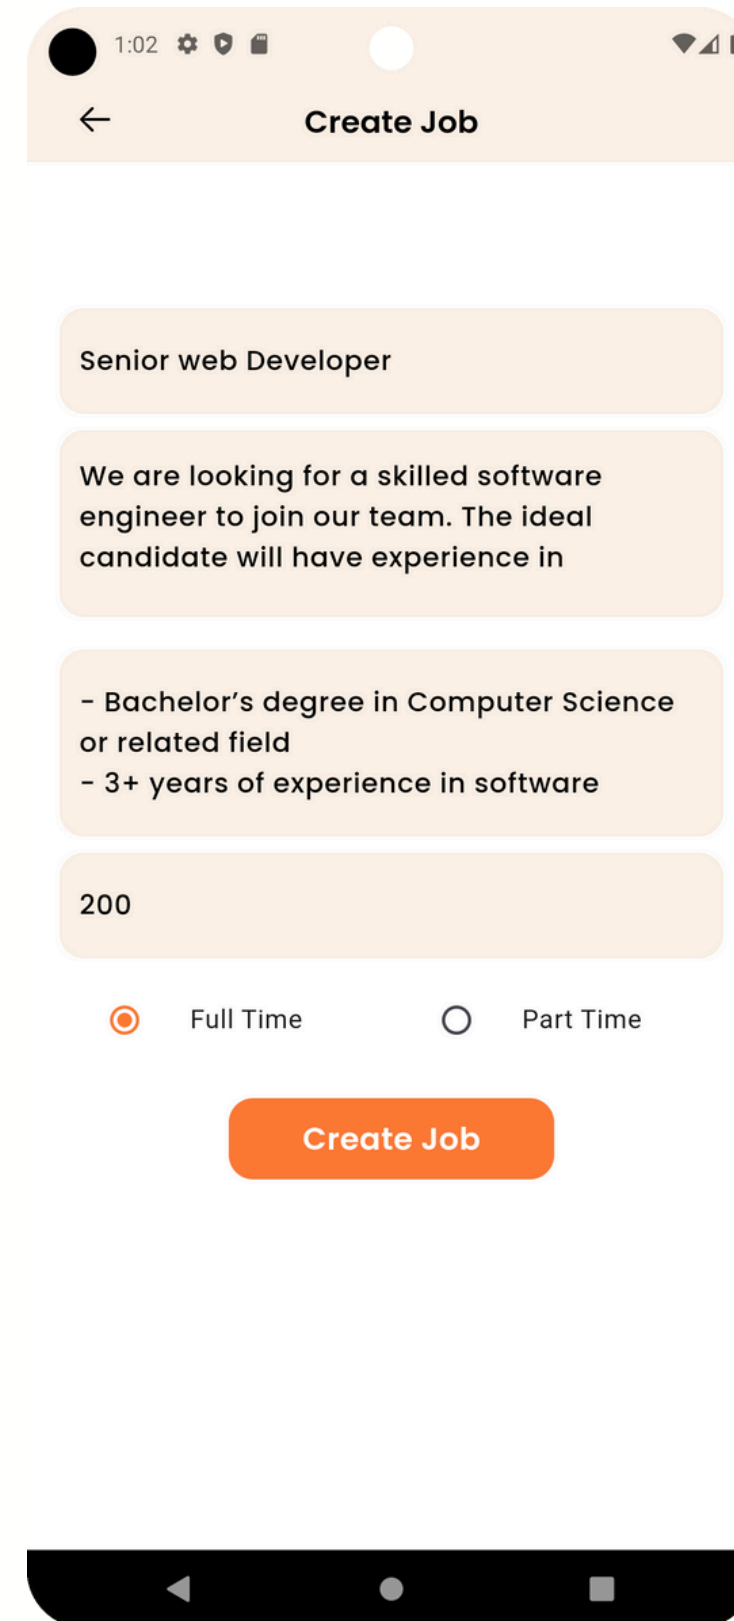 1:02
Create Job
Senior web Developer
We are looking for a skilled software
engineer to join our team. The ideal
candidate will have experience in
- Bachelor’s degree in Computer Science
or related field
- 3+ years of experience in software
200
Full Time Part Time
Create Job